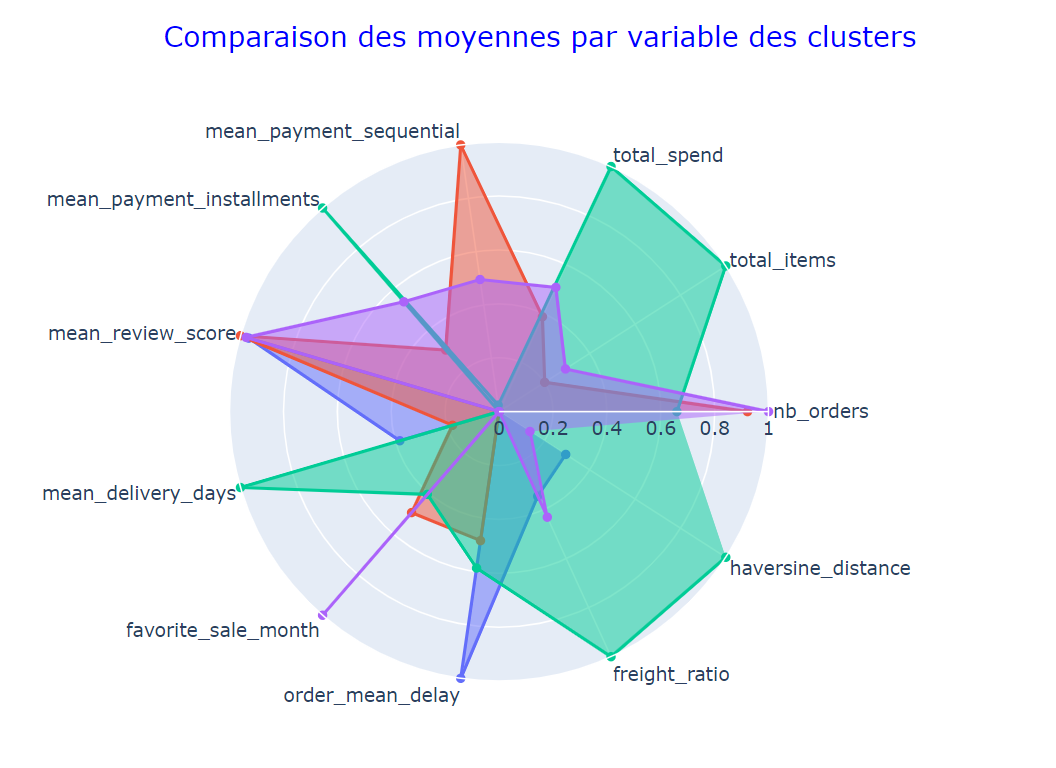 Comparaison des moyennes par variable des clusters
mean_payment_sequential
total_spend
mean_payment_installments
total_items
mean_review_score
nb_orders
0 0.2 0.4 0.6 0.8 1
mean_delivery_days
haversine_distance
favorite_sale_month
freight_ratio
order_mean_delay